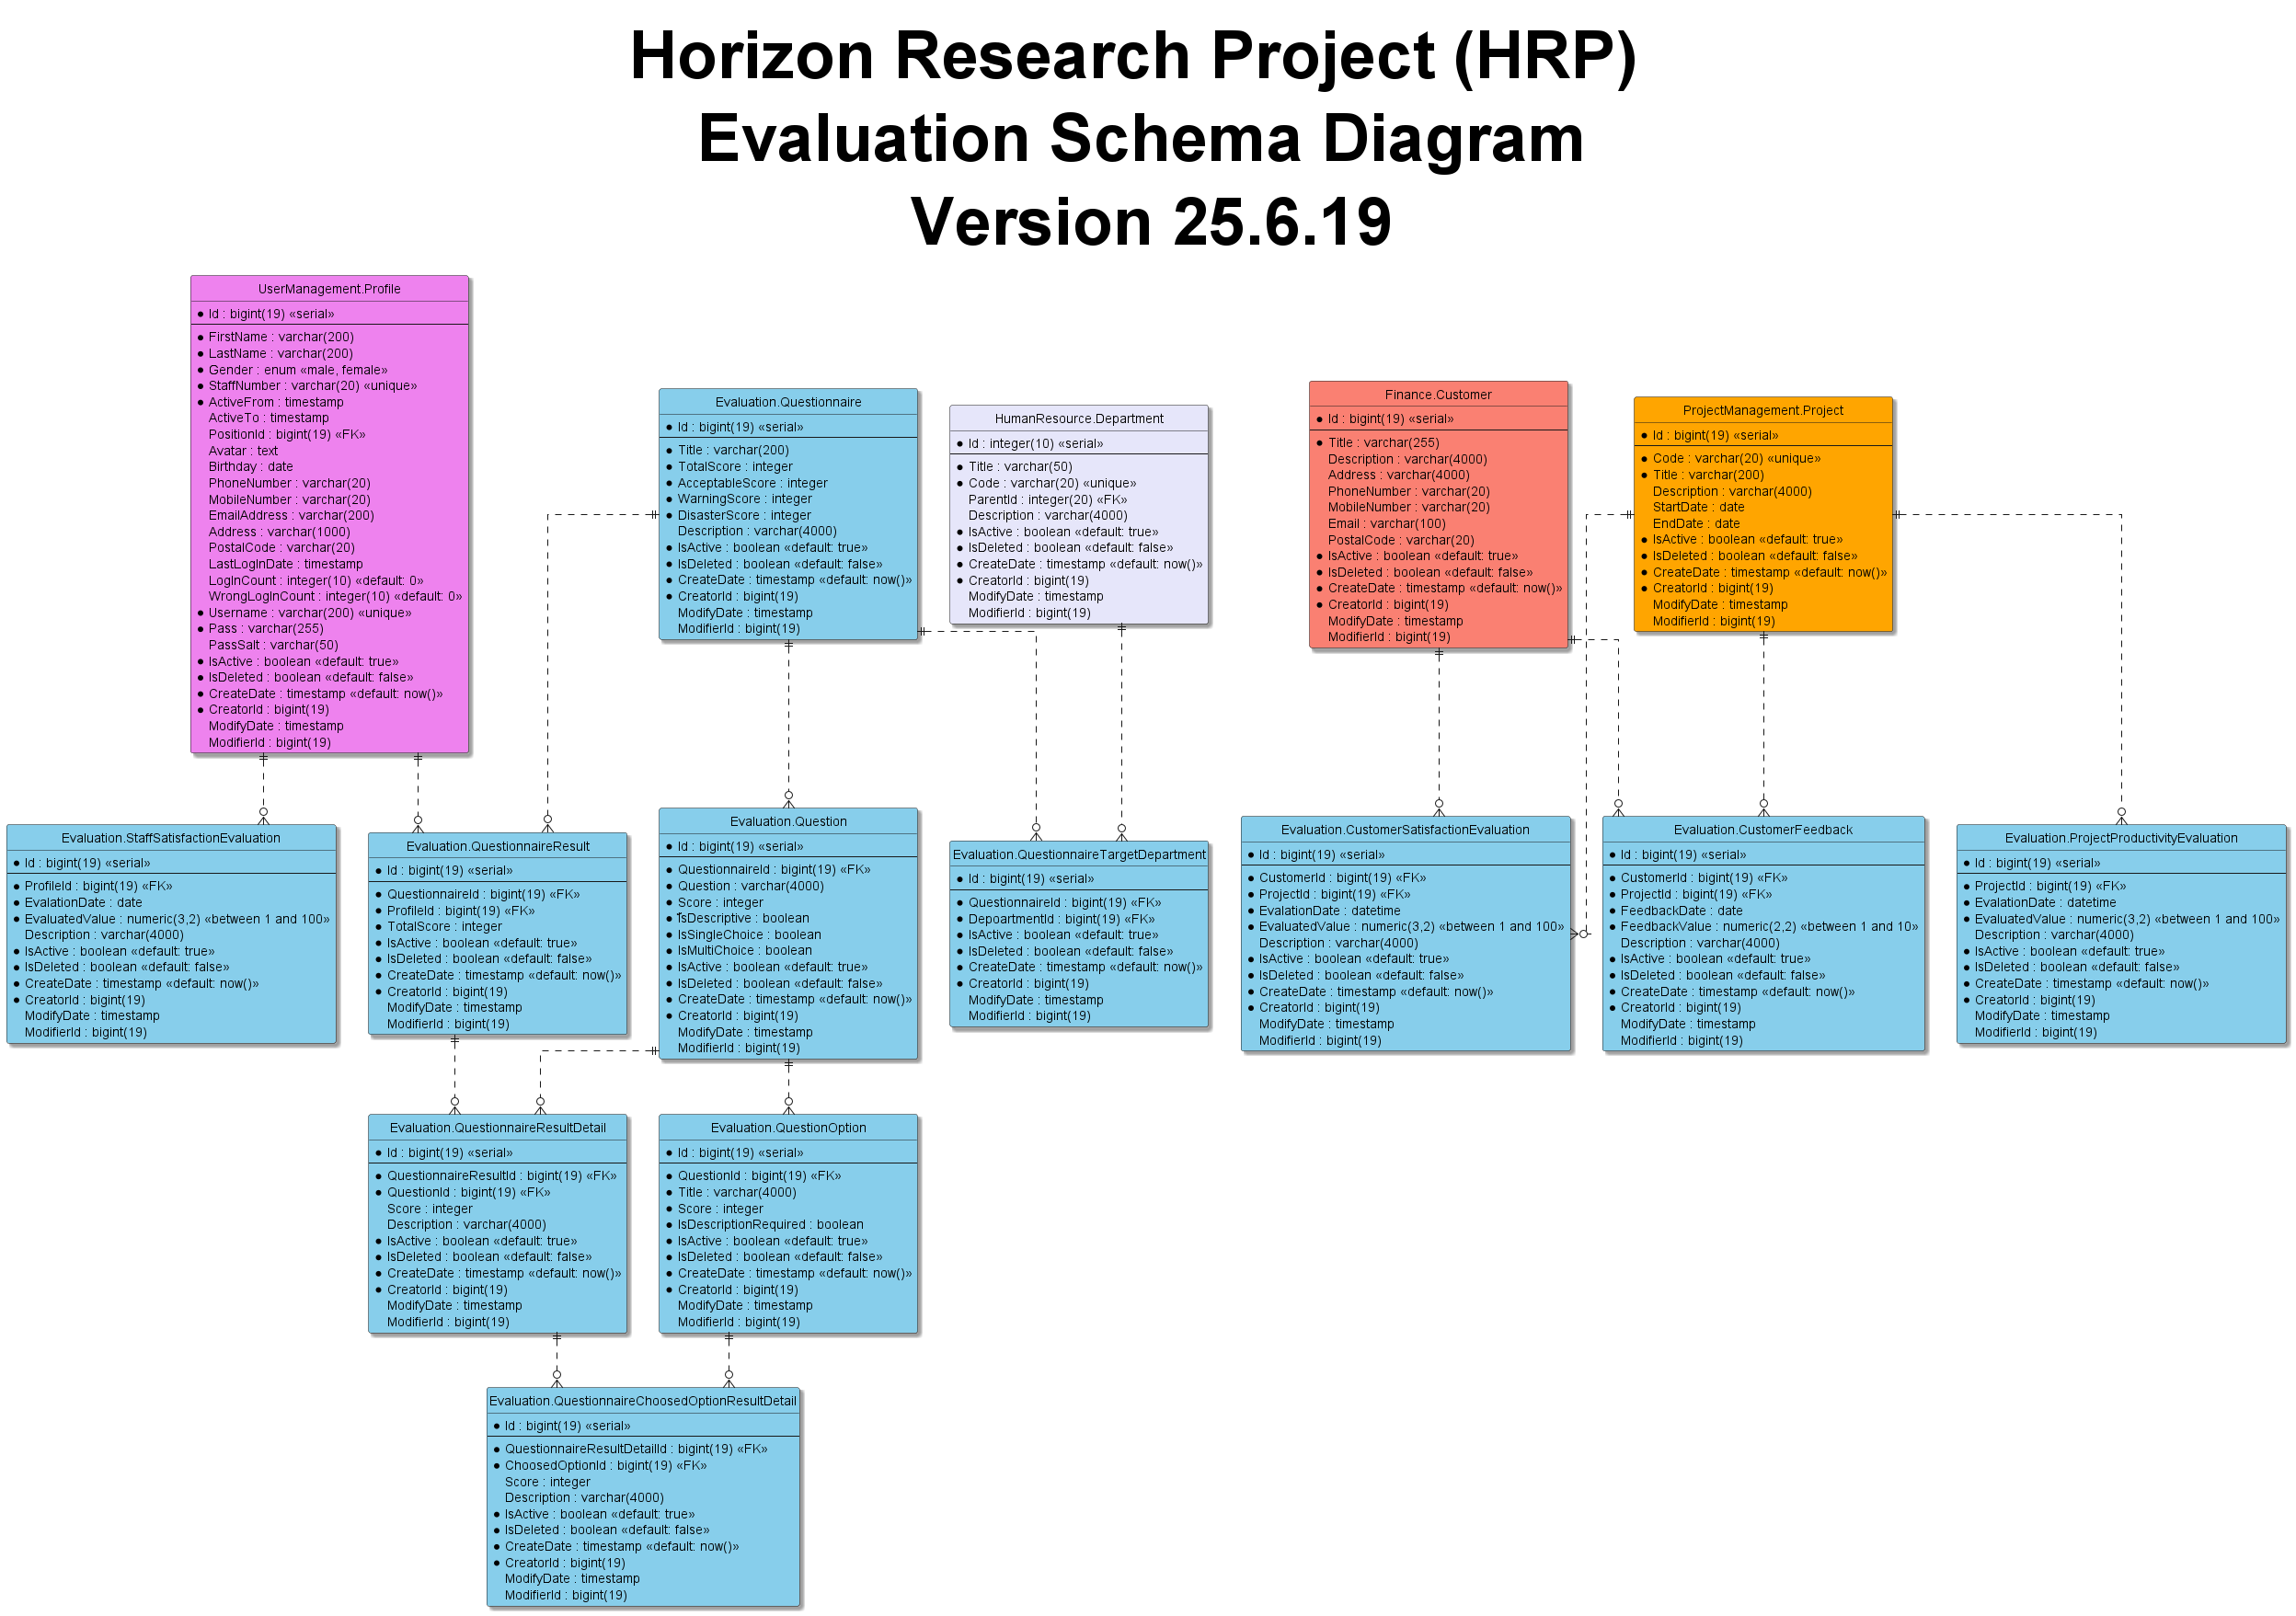 Horizon Research Project (HRP)
Evaluation Schema Diagram
Version 25.6.19
UserManagement.Profile
Id : bigint(19) «serial»
FirstName : varchar(200)
LastName : varchar(200)
Gender : enum «male, female»
StaffNumber : varchar(20) «unique»
ActiveFrom : timestamp
ActiveTo : timestamp
PositionId : bigint(19) «FK»
Avatar : text
Birthday : date
PhoneNumber : varchar(20)
MobileNumber : varchar(20)
EmailAddress : varchar(200)
Address : varchar(1000)
PostalCode : varchar(20)
LastLogInDate : timestamp
LogInCount : integer(10) «default: 0»
WrongLogInCount : integer(10) «default: 0»
Username : varchar(200) «unique»
Pass : varchar(255)
PassSalt : varchar(50)
IsActive : boolean «default: true»
IsDeleted : boolean «default: false»
CreateDate : timestamp «default: now()»
CreatorId : bigint(19)
ModifyDate : timestamp
ModifierId : bigint(19)
Evaluation.Questionnaire
Id : bigint(19) «serial»
Title : varchar(200)
TotalScore : integer
AcceptableScore : integer
WarningScore : integer
DisasterScore : integer
Description : varchar(4000)
IsActive : boolean «default: true»
IsDeleted : boolean «default: false»
CreateDate : timestamp «default: now()»
CreatorId : bigint(19)
ModifyDate : timestamp
ModifierId : bigint(19)
HumanResource.Department
Id : integer(10) «serial»
Title : varchar(50)
Code : varchar(20) «unique»
ParentId : integer(20) «FK»
Description : varchar(4000)
IsActive : boolean «default: true»
IsDeleted : boolean «default: false»
CreateDate : timestamp «default: now()»
CreatorId : bigint(19)
ModifyDate : timestamp
ModifierId : bigint(19)
Finance.Customer
Id : bigint(19) «serial»
Title : varchar(255)
Description : varchar(4000)
Address : varchar(4000)
PhoneNumber : varchar(20)
MobileNumber : varchar(20)
Email : varchar(100)
PostalCode : varchar(20)
IsActive : boolean «default: true»
IsDeleted : boolean «default: false»
CreateDate : timestamp «default: now()»
CreatorId : bigint(19)
ModifyDate : timestamp
ModifierId : bigint(19)
ProjectManagement.Project
Id : bigint(19) «serial»
Code : varchar(20) «unique»
Title : varchar(200)
Description : varchar(4000)
StartDate : date
EndDate : date
IsActive : boolean «default: true»
IsDeleted : boolean «default: false»
CreateDate : timestamp «default: now()»
CreatorId : bigint(19)
ModifyDate : timestamp
ModifierId : bigint(19)
Evaluation.StaffSatisfactionEvaluation
Id : bigint(19) «serial»
ProfileId : bigint(19) «FK»
EvalationDate : date
EvaluatedValue : numeric(3,2) «between 1 and 100»
Description : varchar(4000)
IsActive : boolean «default: true»
IsDeleted : boolean «default: false»
CreateDate : timestamp «default: now()»
CreatorId : bigint(19)
ModifyDate : timestamp
ModifierId : bigint(19)
Evaluation.QuestionnaireResult
Id : bigint(19) «serial»
QuestionnaireId : bigint(19) «FK»
ProfileId : bigint(19) «FK»
TotalScore : integer
IsActive : boolean «default: true»
IsDeleted : boolean «default: false»
CreateDate : timestamp «default: now()»
CreatorId : bigint(19)
ModifyDate : timestamp
ModifierId : bigint(19)
Evaluation.Question
Id : bigint(19) «serial»
QuestionnaireId : bigint(19) «FK»
Question : varchar(4000)
Score : integer
IsDescriptive : boolean
IsSingleChoice : boolean
IsMultiChoice : boolean
IsActive : boolean «default: true»
IsDeleted : boolean «default: false»
CreateDate : timestamp «default: now()»
CreatorId : bigint(19)
ModifyDate : timestamp
ModifierId : bigint(19)
Evaluation.QuestionnaireTargetDepartment
Id : bigint(19) «serial»
QuestionnaireId : bigint(19) «FK»
DepoartmentId : bigint(19) «FK»
IsActive : boolean «default: true»
IsDeleted : boolean «default: false»
CreateDate : timestamp «default: now()»
CreatorId : bigint(19)
ModifyDate : timestamp
ModifierId : bigint(19)
Evaluation.CustomerSatisfactionEvaluation
Id : bigint(19) «serial»
CustomerId : bigint(19) «FK»
ProjectId : bigint(19) «FK»
EvalationDate : datetime
EvaluatedValue : numeric(3,2) «between 1 and 100»
Description : varchar(4000)
IsActive : boolean «default: true»
IsDeleted : boolean «default: false»
CreateDate : timestamp «default: now()»
CreatorId : bigint(19)
ModifyDate : timestamp
ModifierId : bigint(19)
Evaluation.CustomerFeedback
Id : bigint(19) «serial»
CustomerId : bigint(19) «FK»
ProjectId : bigint(19) «FK»
FeedbackDate : date
FeedbackValue : numeric(2,2) «between 1 and 10»
Description : varchar(4000)
IsActive : boolean «default: true»
IsDeleted : boolean «default: false»
CreateDate : timestamp «default: now()»
CreatorId : bigint(19)
ModifyDate : timestamp
ModifierId : bigint(19)
Evaluation.ProjectProductivityEvaluation
Id : bigint(19) «serial»
ProjectId : bigint(19) «FK»
EvalationDate : datetime
EvaluatedValue : numeric(3,2) «between 1 and 100»
Description : varchar(4000)
IsActive : boolean «default: true»
IsDeleted : boolean «default: false»
CreateDate : timestamp «default: now()»
CreatorId : bigint(19)
ModifyDate : timestamp
ModifierId : bigint(19)
Evaluation.QuestionnaireResultDetail
Id : bigint(19) «serial»
QuestionnaireResultId : bigint(19) «FK»
QuestionId : bigint(19) «FK»
Score : integer
Description : varchar(4000)
IsActive : boolean «default: true»
IsDeleted : boolean «default: false»
CreateDate : timestamp «default: now()»
CreatorId : bigint(19)
ModifyDate : timestamp
ModifierId : bigint(19)
Evaluation.QuestionOption
Id : bigint(19) «serial»
QuestionId : bigint(19) «FK»
Title : varchar(4000)
Score : integer
IsDescriptionRequired : boolean
IsActive : boolean «default: true»
IsDeleted : boolean «default: false»
CreateDate : timestamp «default: now()»
CreatorId : bigint(19)
ModifyDate : timestamp
ModifierId : bigint(19)
Evaluation.QuestionnaireChoosedOptionResultDetail
Id : bigint(19) «serial»
QuestionnaireResultDetailId : bigint(19) «FK»
ChoosedOptionId : bigint(19) «FK»
Score : integer
Description : varchar(4000)
IsActive : boolean «default: true»
IsDeleted : boolean «default: false»
CreateDate : timestamp «default: now()»
CreatorId : bigint(19)
ModifyDate : timestamp
ModifierId : bigint(19)